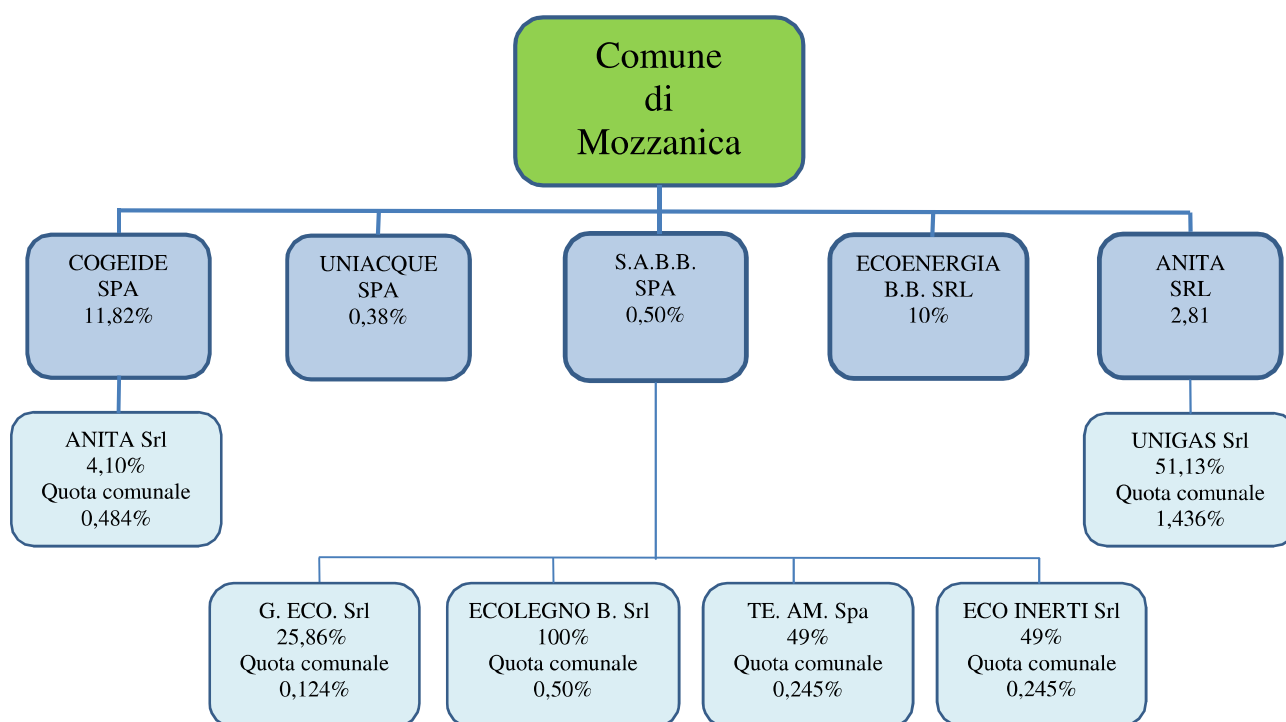 Comune
di
Mozzanica
COGEIDE
SPA
11,82%
UNIACQUE
SPA
0,38%
S.A.B.B.
SPA
0,50%
ECOENERGIA
B.B. SRL
10%
ANITA
SRL
2,81
ANITA Srl
4,10%
Quota comunale
0,484%
UNIGAS Srl
51,13%
Quota comunale
1,436%
G. ECO. Srl
25,86%
Quota comunale
0,124%
ECOLEGNO B. Srl
100%
Quota comunale
0,50%
TE. AM. Spa
49%
Quota comunale
0,245%
ECO INERTI Srl
49%
Quota comunale
0,245%